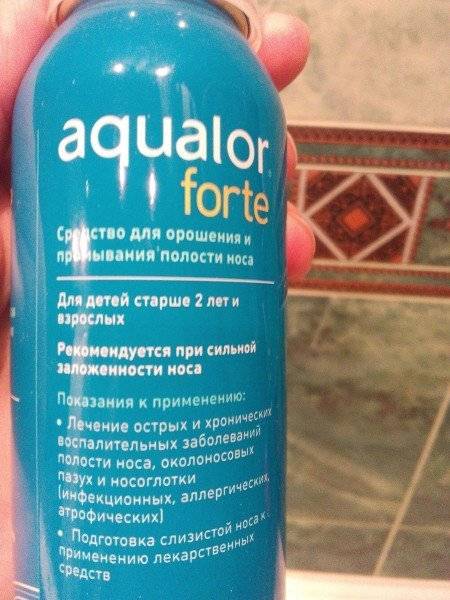 aqualor
forte
Средство для орошения и
промывания полости носа
Для детей старше 2 лет и
взрослых
Рекомендуется при сильной
заложенности носа
Показания к применению:
• Лечение острых и хронических
воспалительных заболеваний
полости носа, околоносовых
пазух и носоглотки
(инфекционных, аллергических,
атрофических)
• Подготовка слизистой носа к
применению лекарственных
средств